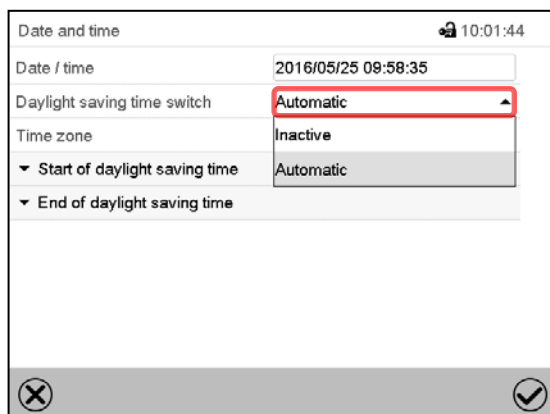 Date and time 10:01:44
Date / time 2016/05/25 09:58:35
Daylight saving time switch Automatic
Time zone Inactive
Start of daylight saving time Automatic
End of daylight saving time